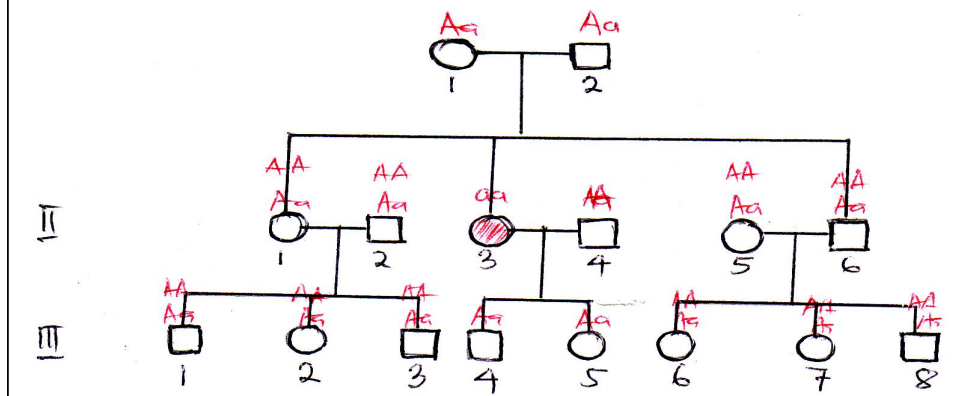 Aa Aa
1 2
AA AA AA AA
Aa Aa aa AA Aa Aa
II
1 2 3 4 5 6
AA AA AA AA AA
Aa Aa Aa Aa Aa Aa
III
1 2 3 4 5 6 7 8